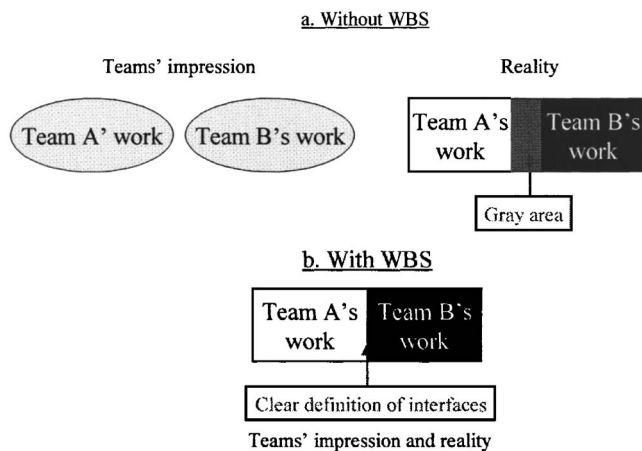 a. Without WBS
Teams' impression
Reality
Team A' work
Team B's work
Team A's
work
Team B's
work
Gray area
b. With WBS
Team A's
work
Team B's
work
Clear definition of interfaces
Teams' impression and reality